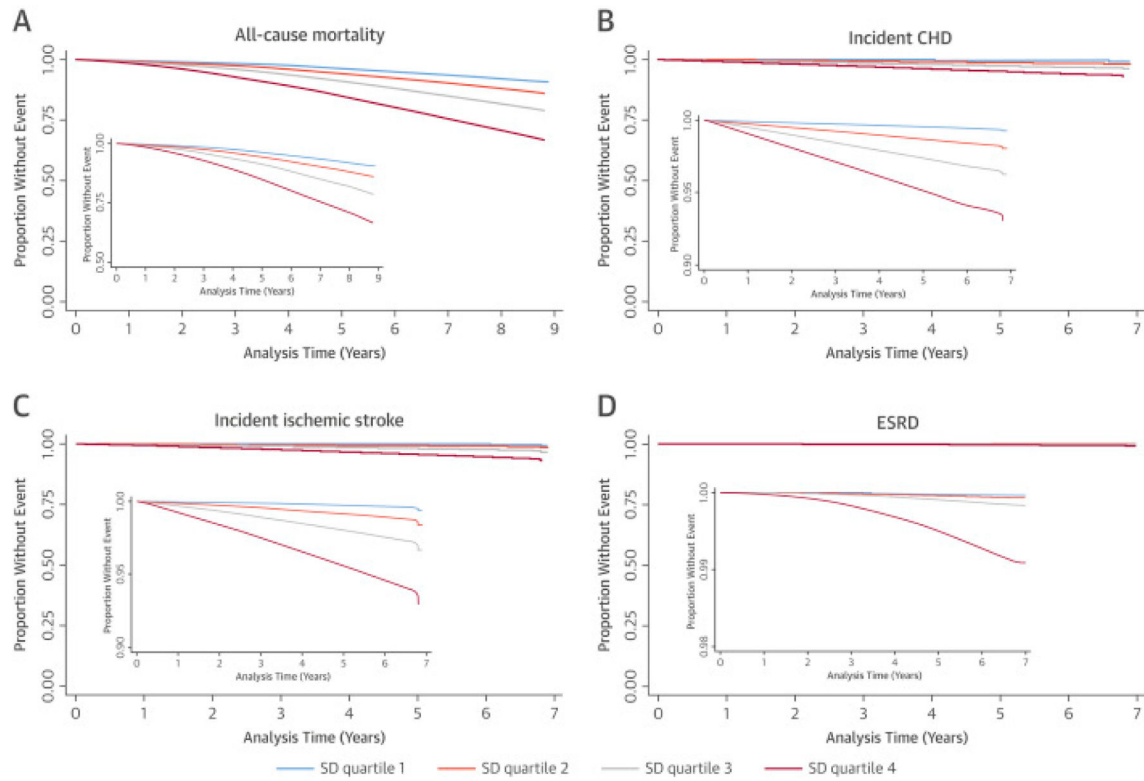 A
All-cause mortality
Proportion Without Event
1.00
0.75
0.50
0.25
0.00
Proportion Without Event
1.00
0.75
0.50
0 1 2 3 4 5 6 7 8 9
Analysis Time (Years)
0 1 2 3 4 5 6 7 8 9
Analysis Time (Years)
B
Incident CHD
Proportion Without Event
1.00
0.75
0.50
0.25
0.00
Proportion Without Event
1.00
0.95
0.90
0 1 2 3 4 5 6 7
Analysis Time (Years)
0 1 2 3 4 5 6 7
Analysis Time (Years)
C
Incident ischemic stroke
Proportion Without Event
1.00
0.75
0.50
0.25
0.00
Proportion Without Event
1.00
0.95
0.90
0 1 2 3 4 5 6 7
Analysis Time (Years)
0 1 2 3 4 5 6 7
Analysis Time (Years)
D
ESRD
Proportion Without Event
1.00
0.75
0.50
0.25
0.00
Proportion Without Event
1.00
0.99
0.98
0 1 2 3 4 5 6 7
Analysis Time (Years)
0 1 2 3 4 5 6 7
Analysis Time (Years)
SD quartile 1 SD quartile 2 SD quartile 3 SD quartile 4